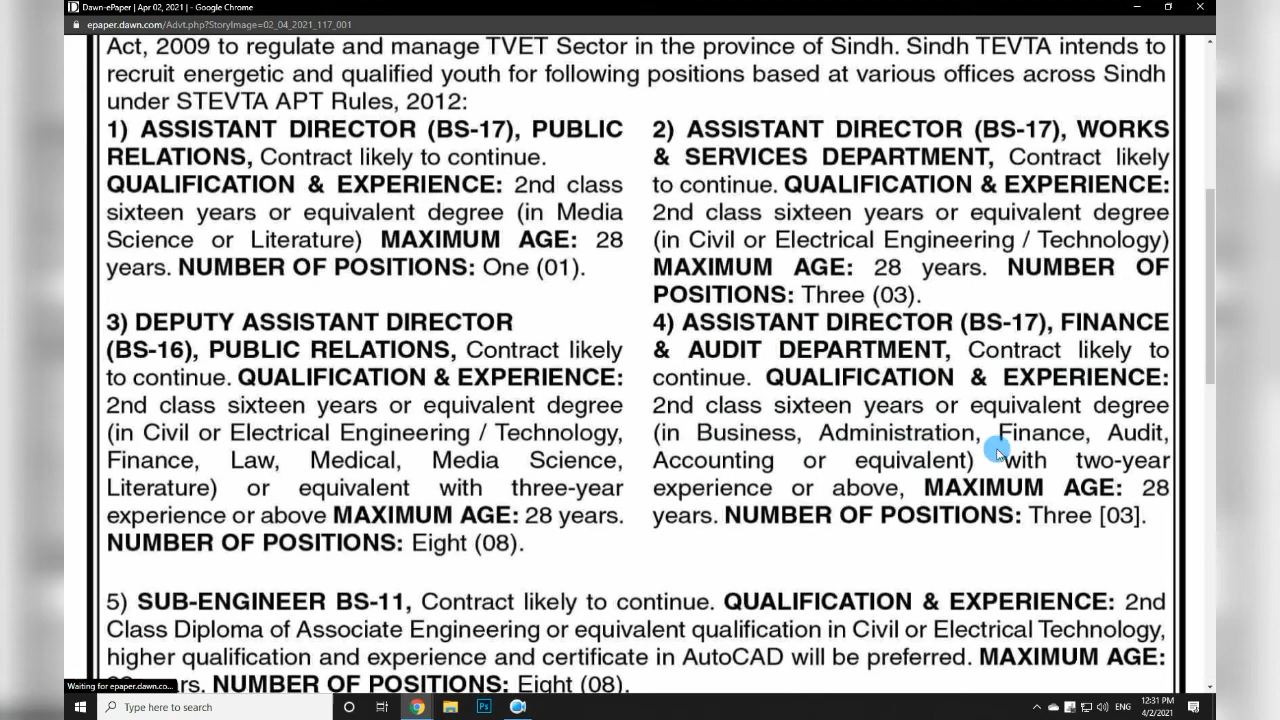 Dawn-ePaper | Apr 02, 2021 | - Google Chrome
epaper.dawn.com/Advt.php?StoryImage=02_04_2021_117_001
Act, 2009 to regulate and manage TVET Sector in the province of Sindh. Sindh TEVTA intends to
recruit energetic and qualified youth for following positions based at various offices across Sindh
under STEVTA APT Rules, 2012:
1) ASSISTANT DIRECTOR (BS-17), PUBLIC
RELATIONS, Contract likely to continue.
QUALIFICATION & EXPERIENCE: 2nd class
sixteen years or equivalent degree (in Media
Science or Literature) MAXIMUM AGE: 28
years. NUMBER OF POSITIONS: One (01).
2) ASSISTANT DIRECTOR (BS-17), WORKS
& SERVICES DEPARTMENT, Contract likely
to continue. QUALIFICATION & EXPERIENCE:
2nd class sixteen years or equivalent degree
(in Civil or Electrical Engineering / Technology)
MAXIMUM AGE: 28 years. NUMBER OF
POSITIONS: Three (03).
3) DEPUTY ASSISTANT DIRECTOR
(BS-16), PUBLIC RELATIONS, Contract likely
to continue. QUALIFICATION & EXPERIENCE:
2nd class sixteen years or equivalent degree
(in Civil or Electrical Engineering / Technology,
Finance, Law, Medical, Media Science,
Literature) or equivalent with three-year
experience or above MAXIMUM AGE: 28 years.
NUMBER OF POSITIONS: Eight (08).
4) ASSISTANT DIRECTOR (BS-17), FINANCE
& AUDIT DEPARTMENT, Contract likely to
continue. QUALIFICATION & EXPERIENCE:
2nd class sixteen years or equivalent degree
(in Business, Administration, Finance, Audit,
Accounting or equivalent) with two-year
experience or above, MAXIMUM AGE: 28
years. NUMBER OF POSITIONS: Three [03].
5) SUB-ENGINEER BS-11, Contract likely to continue. QUALIFICATION & EXPERIENCE: 2nd
Class Diploma of Associate Engineering or equivalent qualification in Civil or Electrical Technology,
higher qualification and experience and certificate in AutoCAD will be preferred. MAXIMUM AGE:
NUMBER OF POSITIONS: Eight (08).
Waiting for epaper.dawn.co...
Type here to search
Ps
ENG
12:31 PM
4/2/2021